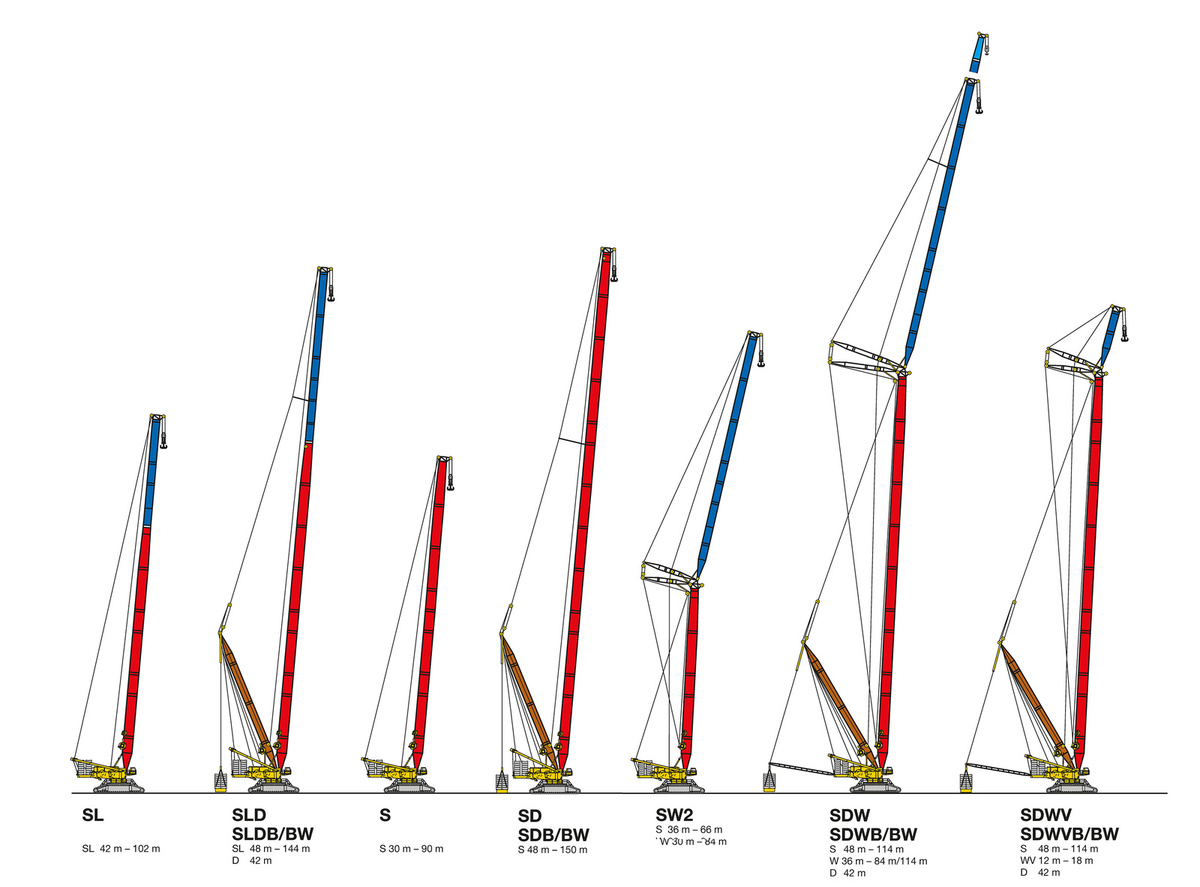 SL
SL 42 m – 102 m
SLD
SLDB/BW
SL 48 m – 144 m
D 42 m
S
S 30 m – 90 m
SD
SDB/BW
S 48 m – 150 m
SW2
S 36 m – 66 m
W 30 m – 84 m
SDW
SDWB/BW
S 48 m – 114 m
W 36 m – 84 m/114 m
D 42 m
SDWV
SDWVB/BW
S 48 m – 114 m
WV 12 m – 18 m
D 42 m